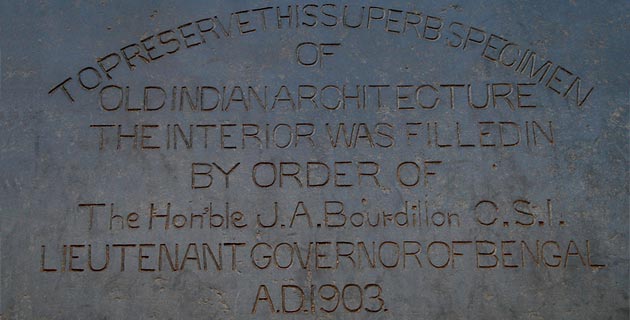 TO PRESERVE THIS SUPERB SPECIMEN
OF
OLD INDIAN ARCHITECTURE
THE INTERIOR WAS FILLED IN
BY ORDER OF
The Hon'ble J.A. Bourdillon C.S.I.
LIEUTENANT GOVERNOR OF BENGAL
A.D. 1903.